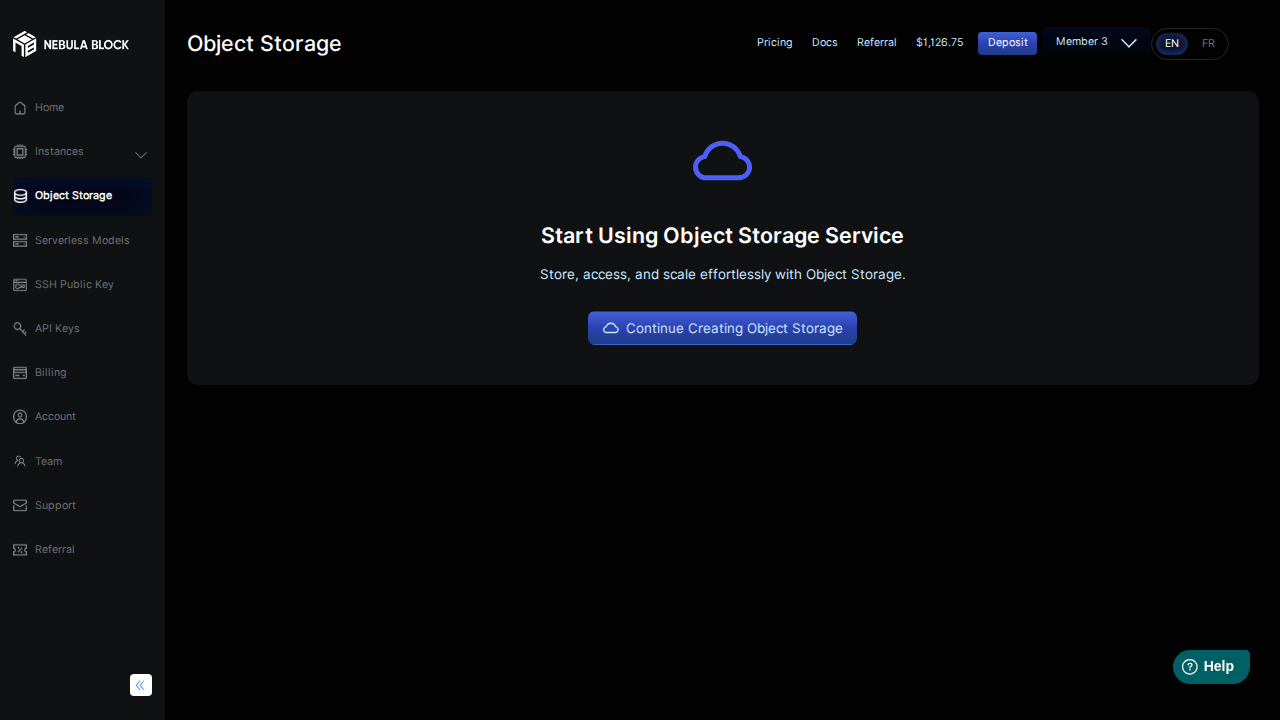 NEBULA BLOCK
Home
Instances
Object Storage
Serverless Models
SSH Public Key
API Keys
Billing
Account
Team
Support
Referral
Object Storage
Pricing Docs Referral $1,126.75 Deposit Member 3 EN FR
Start Using Object Storage Service
Store, access, and scale effortlessly with Object Storage.
Continue Creating Object Storage
Help